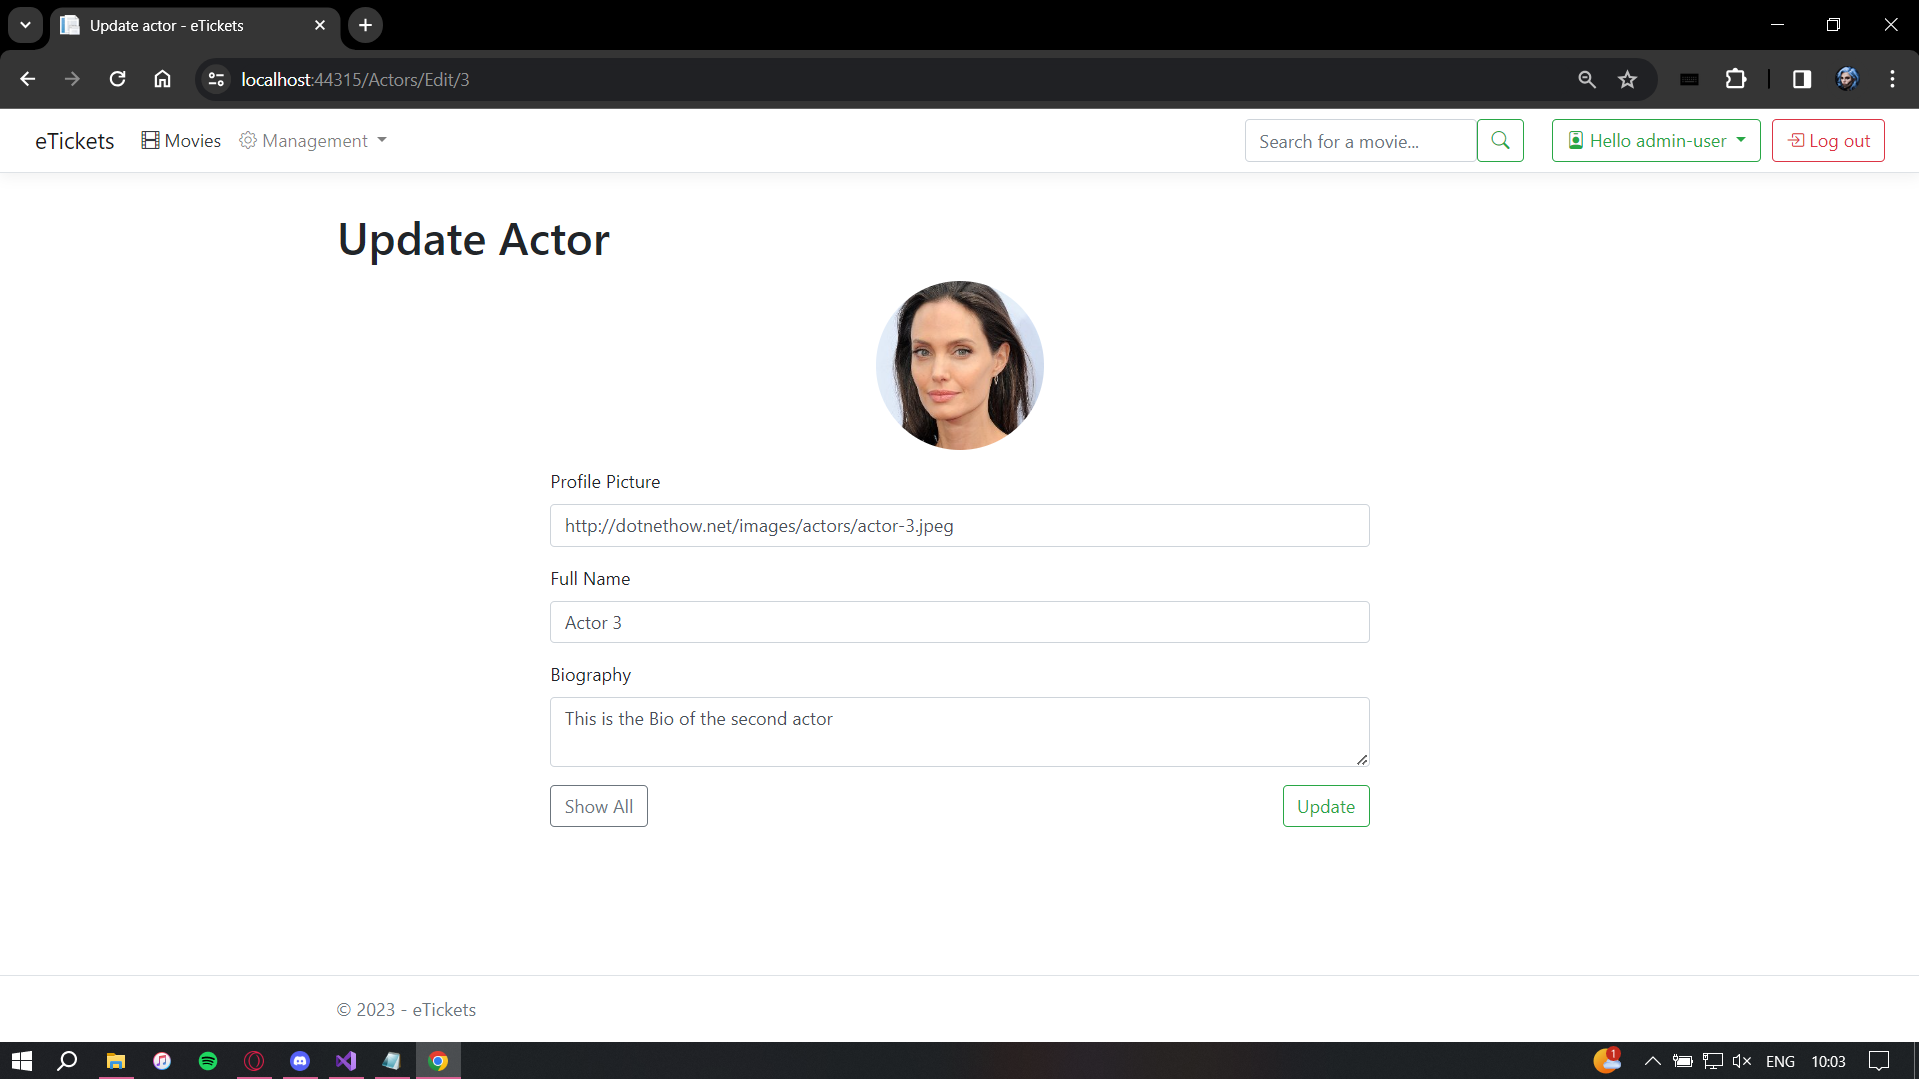 Update actor - eTickets
localhost:44315/Actors/Edit/3
eTickets Movies Management Search for a movie... Hello admin-user Log out
Update Actor
Profile Picture
http://dotnethow.net/images/actors/actor-3.jpeg
Full Name
Actor 3
Biography
This is the Bio of the second actor
Show All Update
© 2023 - eTickets
1 ENG 10:03